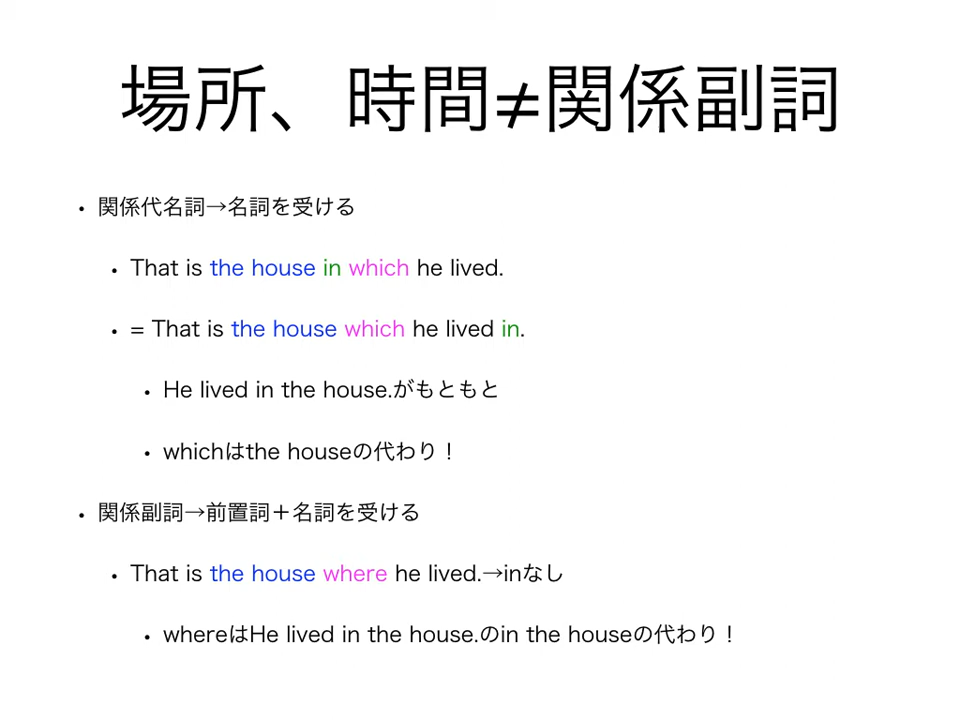 場所、時間≠関係副詞
• 関係代名詞→名詞を受ける
• That is the house in which he lived.
• = That is the house which he lived in.
• He lived in the house.がもともと
• whichはthe houseの代わり！
• 関係副詞→前置詞＋名詞を受ける
• That is the house where he lived.→inなし
• whereはHe lived in the house.のin the houseの代わり！